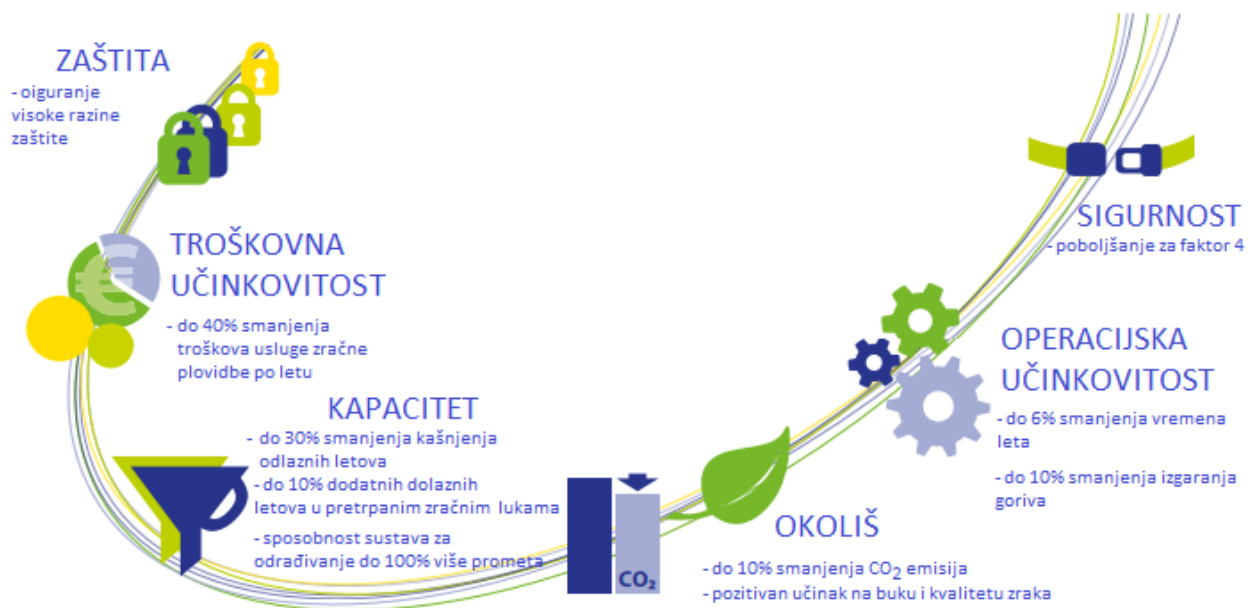 ZAŠTITA
- oiguranje
visoke razine
zaštite
TROŠKOVNA
UČINKOVITOST
- do 40% smanjenja
troškova usluge zračne
plovidbe po letu
KAPACITET
- do 30% smanjenja kašnjenja
odlaznih letova
- do 10% dodatnih dolaznih
letova u pretrpanim zračnim lukama
- sposobnost sustava za
odrađivanje do 100% više prometa
CO₂
OKOLIŠ
- do 10% smanjenja CO₂ emisija
- pozitivan učinak na buku i kvalitetu zraka
OPERACIJSKA
UČINKOVITOST
- do 6% smanjenja vremena
leta
- do 10% smanjenja izgaranja
goriva
SIGURNOST
- poboljšanje za faktor 4